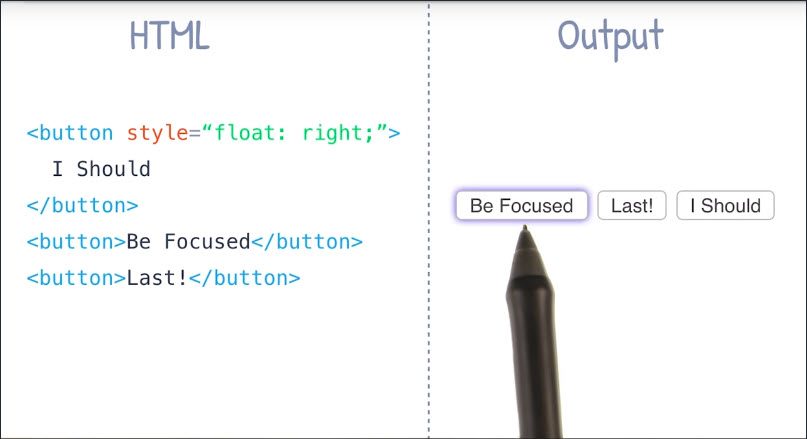 HTML
<button style=“float: right;”>
I Should
</button>
<button>Be Focused</button>
<button>Last!</button>
Output
Be Focused Last! I Should